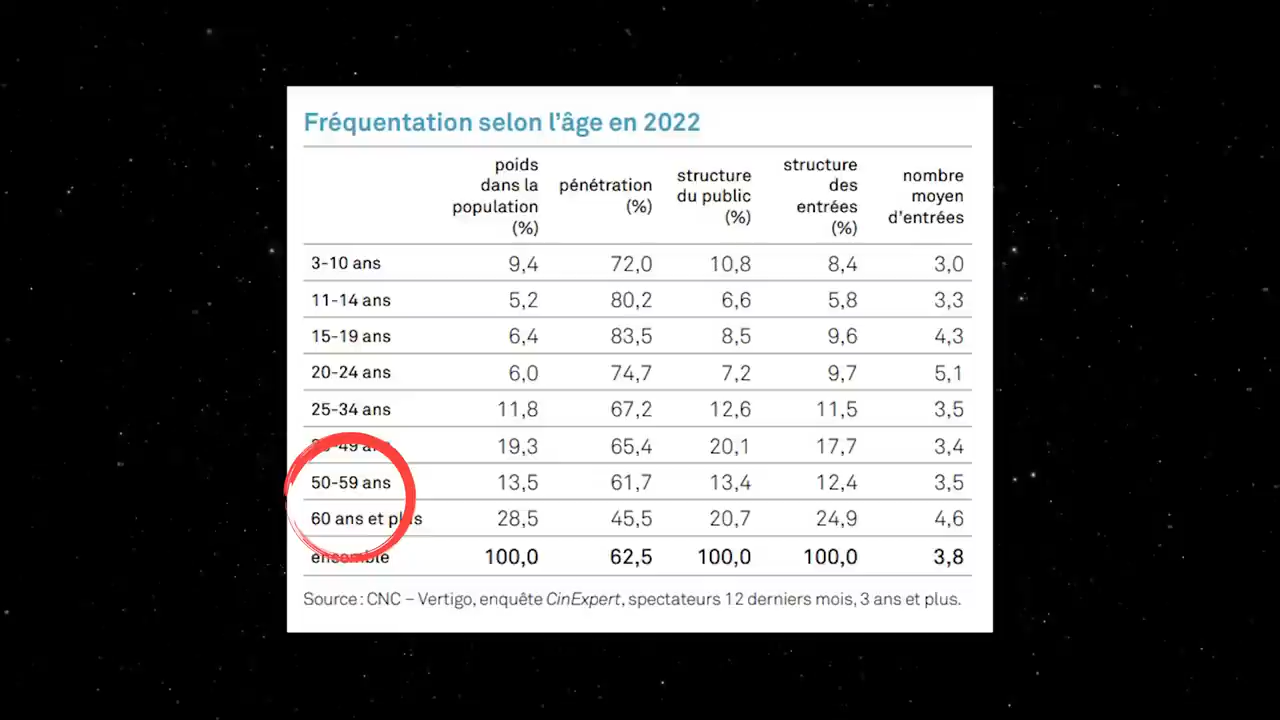 Fréquentation selon l'âge en 2022
poids dans la population (%) pénétration (%) structure du public (%) structure des entrées (%) nombre moyen d'entrées
3-10 ans 9,4 72,0 10,8 8,4 3,0
11-14 ans 5,2 80,2 6,6 5,8 3,3
15-19 ans 6,4 83,5 8,5 9,6 4,3
20-24 ans 6,0 74,7 7,2 9,7 5,1
25-34 ans 11,8 67,2 12,6 11,5 3,5
35-49 ans 19,3 65,4 20,1 17,7 3,4
50-59 ans 13,5 61,7 13,4 12,4 3,5
60 ans et plus 28,5 45,5 20,7 24,9 4,6
ensemble 100,0 62,5 100,0 100,0 3,8
Source : CNC – Vertigo, enquête CinExpert, spectateurs 12 derniers mois, 3 ans et plus.